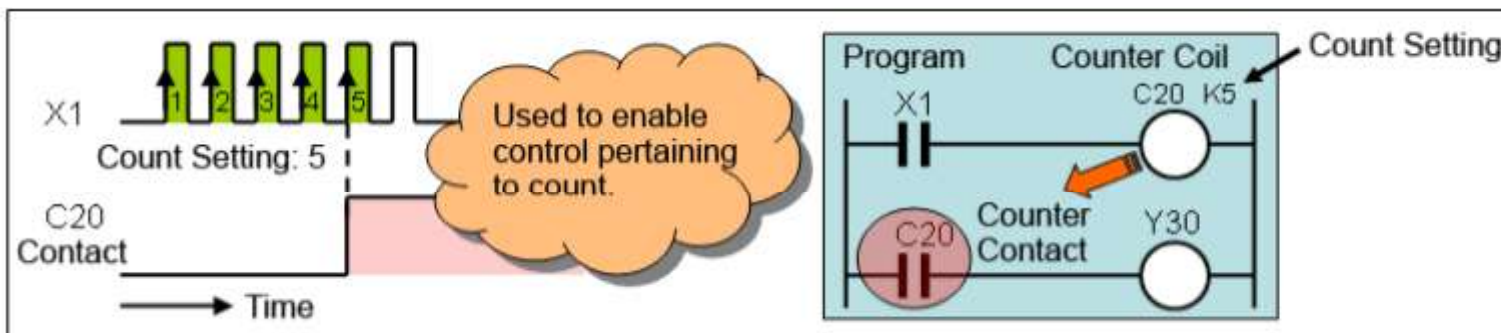 X1
1 2 3 4 5
Count Setting: 5
C20
Contact
Time
Used to enable
control pertaining
to count.
Program
Counter Coil
Count Setting
X1
C20 K5
Counter
Contact
C20
Y30